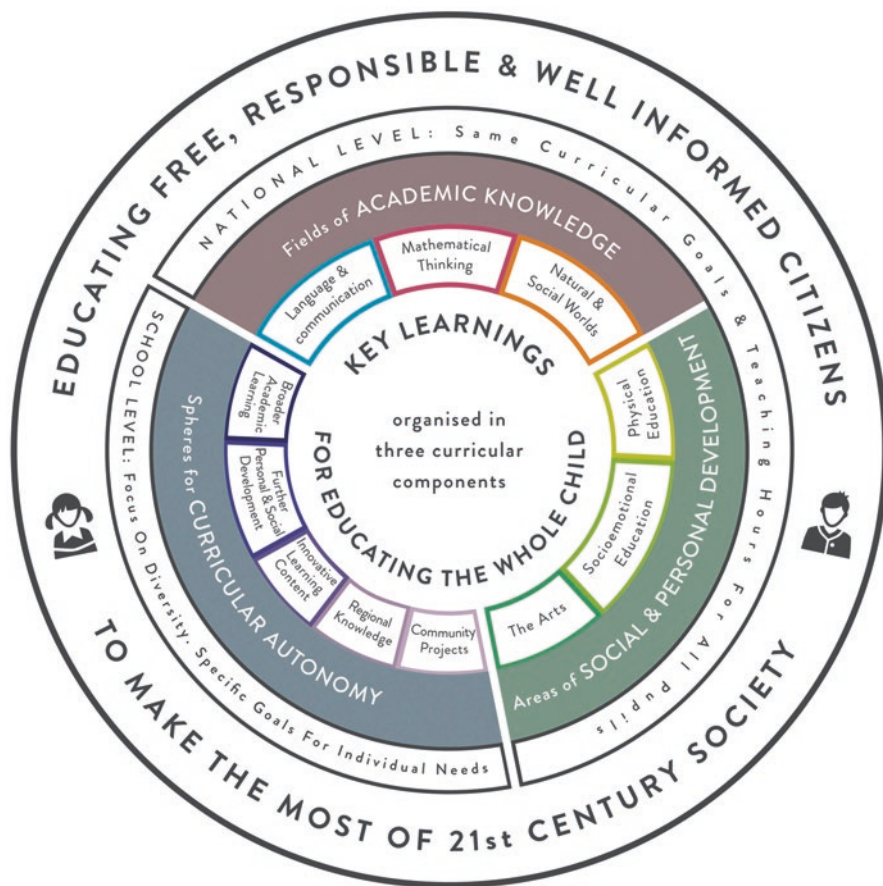 EDUCATING FREE, RESPONSIBLE & WELL INFORMED CITIZENS
TO MAKE THE MOST OF 21st CENTURY SOCIETY
NATIONAL LEVEL: Same Curricular Goals & Teaching Hours For All Pupils
SCHOOL LEVEL: Focus On Diversity. Specific Goals For Individual Needs
Fields of ACADEMIC KNOWLEDGE
Language &
communication
Mathematical
Thinking
Natural &
Social Worlds
Areas of SOCIAL & PERSONAL DEVELOPMENT
Physical
Education
Socioemotional
Education
The Arts
Spheres for CURRICULAR AUTONOMY
Broader
Academic
Learning
Further
Personal & Social
Development
Innovative
Learning
Content
Regional
Knowledge
Community
Projects
KEY LEARNINGS
organised in
three curricular
components
FOR EDUCATING THE WHOLE CHILD